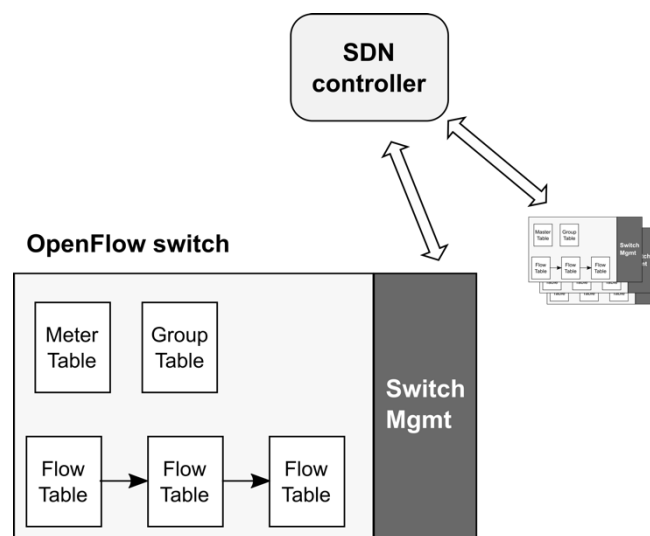 SDN
controller
OpenFlow switch
Meter
Table
Group
Table
Switch
Mgmt
Flow
Table
Flow
Table
Flow
Table
Master
Table
Group
Table
Switch
Mgmt
Flow
Table
Flow
Table
Flow
Table